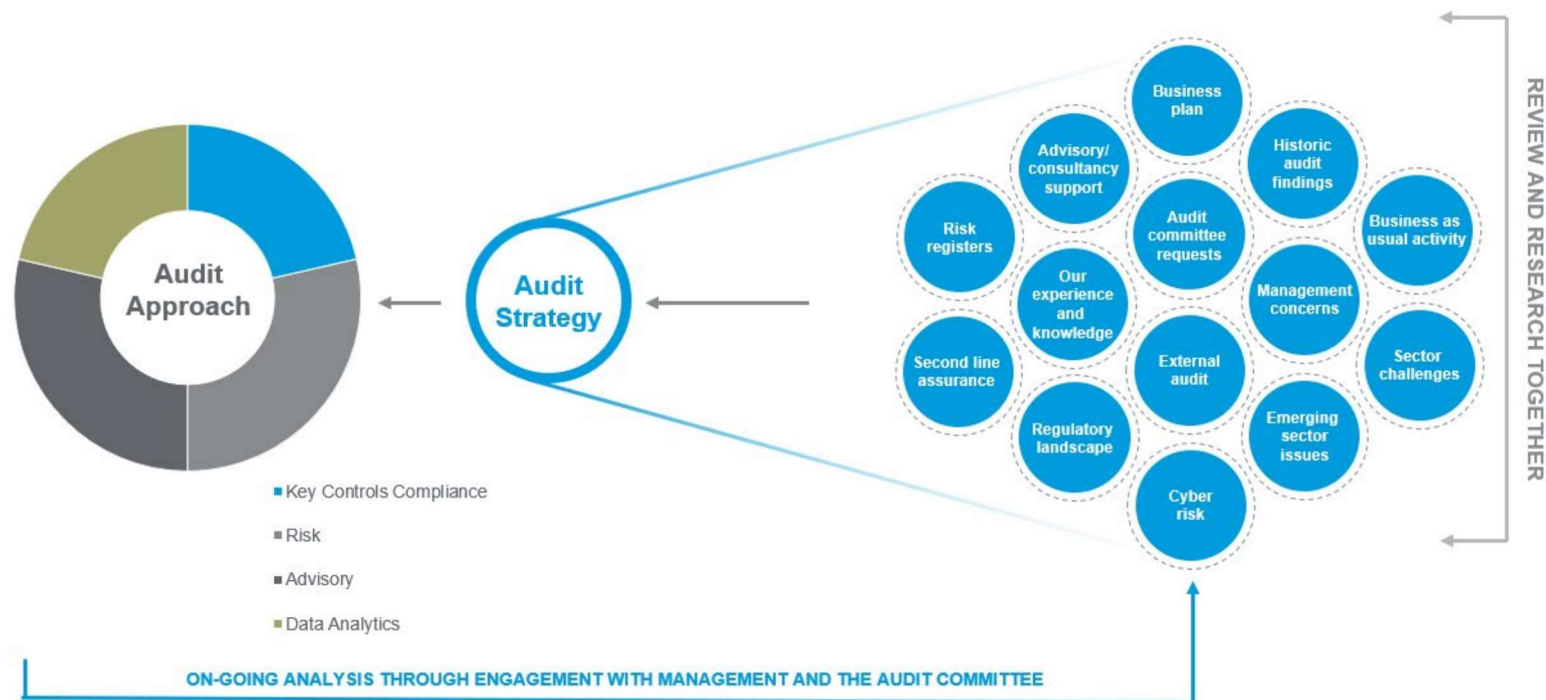 Audit
Approach
Key Controls Compliance
Risk
Advisory
Data Analytics
Audit
Strategy
Business
plan
Advisory/
consultancy
support
Historic
audit
findings
Risk
registers
Audit
committee
requests
Business as
usual activity
Our
experience
and
knowledge
Management
concerns
Second line
assurance
External
audit
Sector
challenges
Regulatory
landscape
Emerging
sector
issues
Cyber
risk
REVIEW AND RESEARCH TOGETHER
ON-GOING ANALYSIS THROUGH ENGAGEMENT WITH MANAGEMENT AND THE AUDIT COMMITTEE